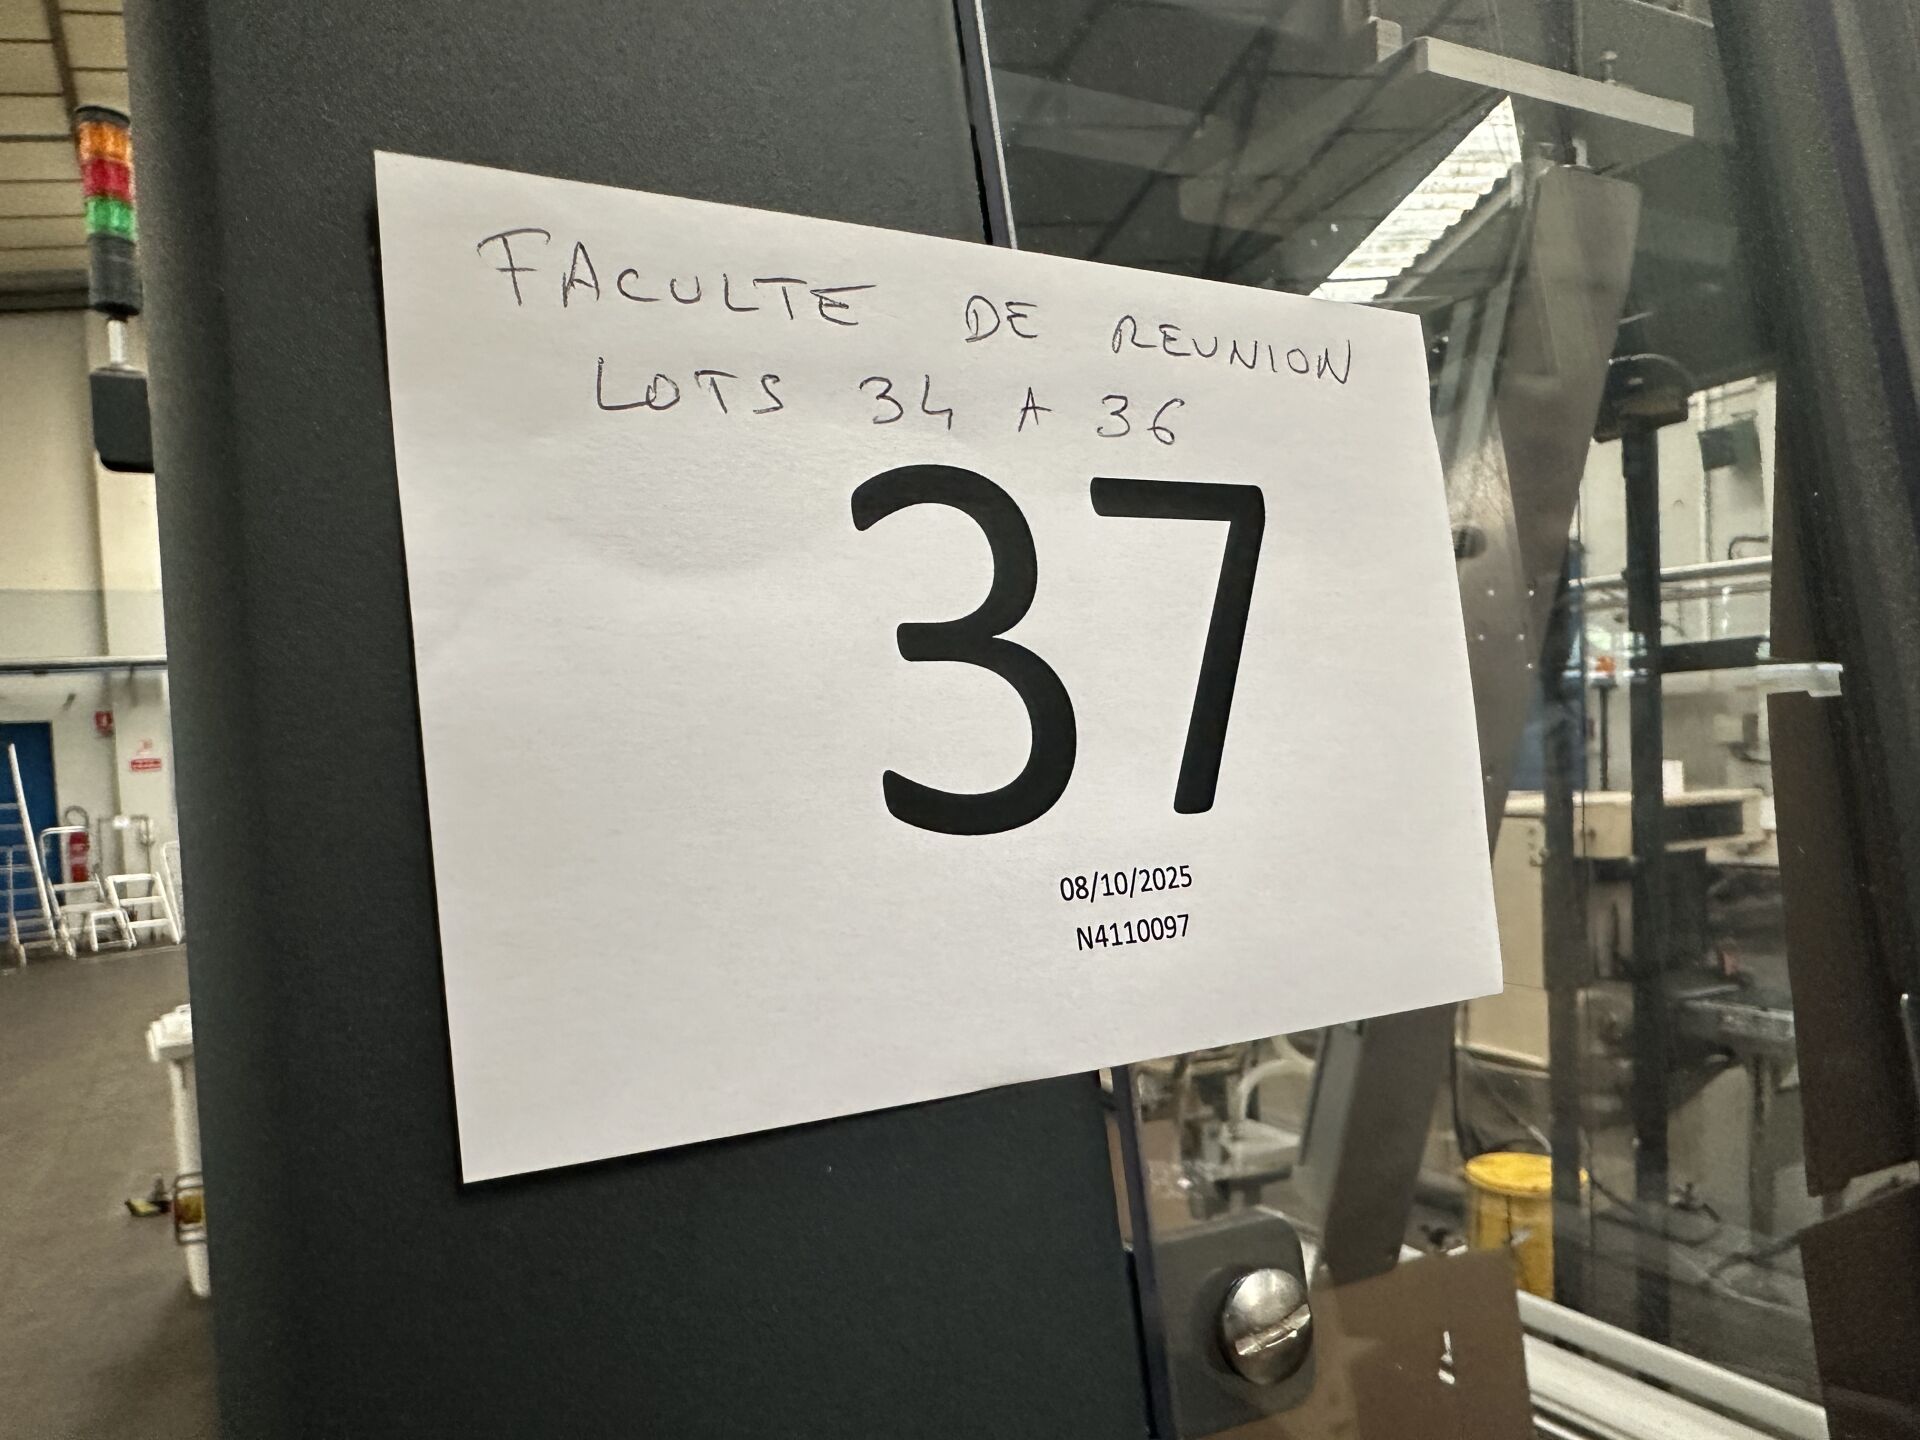 FACULTE DE REUNION
LOTS 34 A 36
37
08/10/2025
N4110097